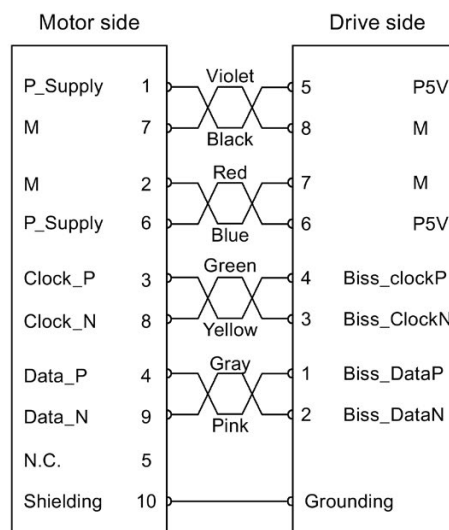 Motor side Drive side
P_Supply 1 Violet 5 P5V
M 7 Black 8 M
M 2 Red 7 M
P_Supply 6 Blue 6 P5V
Clock_P 3 Green 4 Biss_clockP
Clock_N 8 Yellow 3 Biss_ClockN
Data_P 4 Gray 1 Biss_DataP
Data_N 9 Pink 2 Biss_DataN
N.C. 5
Shielding 10 Grounding